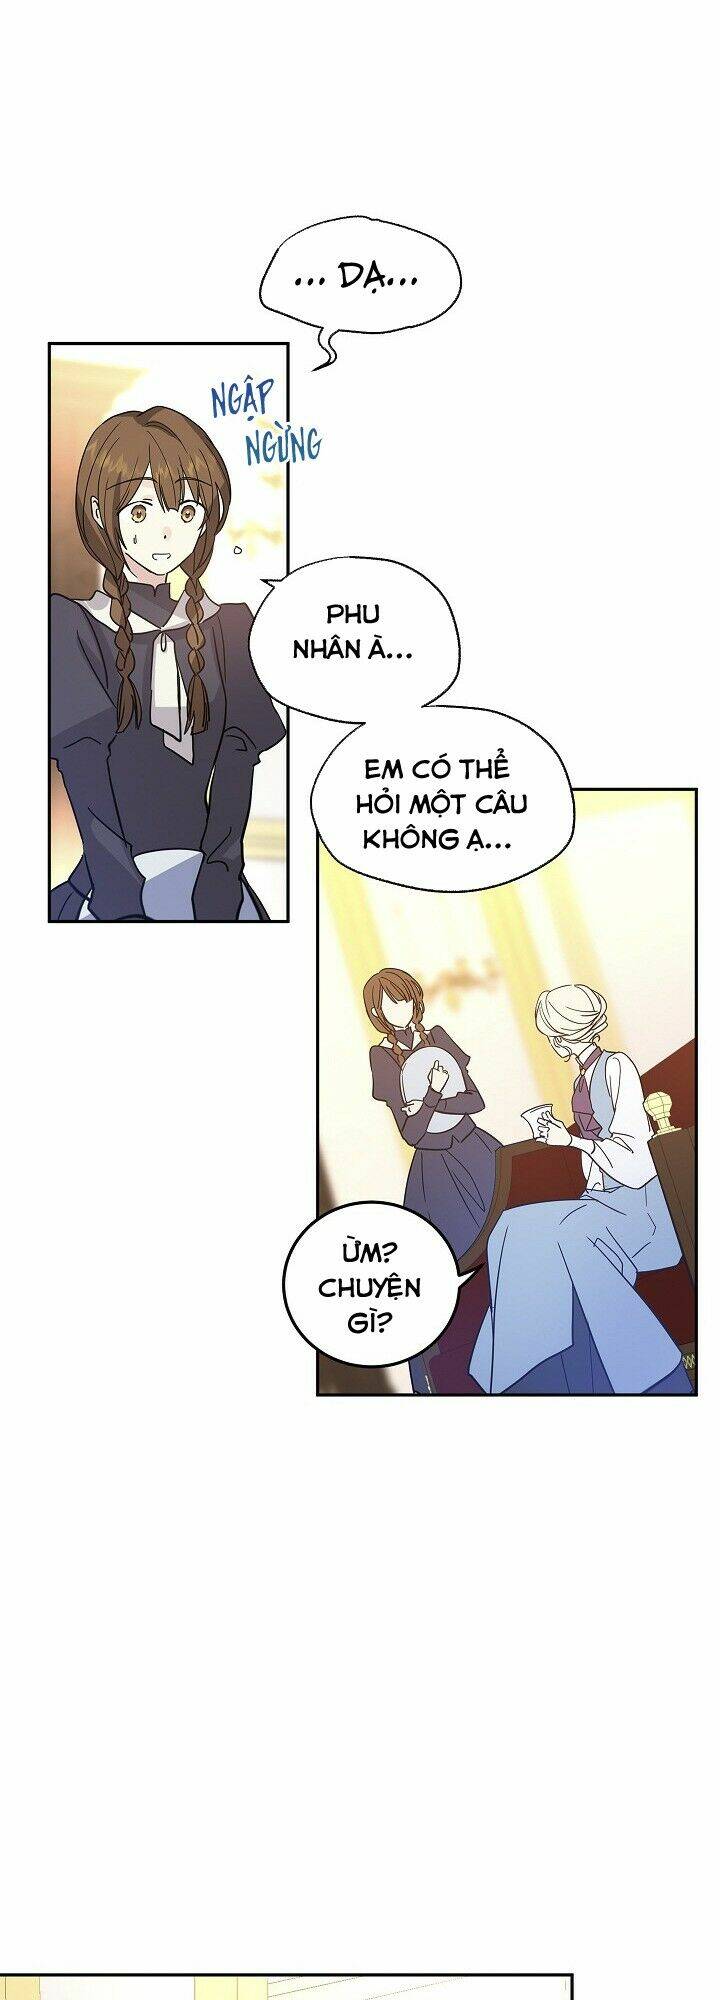 ... DẠ...
NGẬP
NGỪNG
PHU
NHÂN À...
EM CÓ THỂ
HỎI MỘT CÂU
KHÔNG Ạ...
ỪM?
CHUYỆN
GÌ?